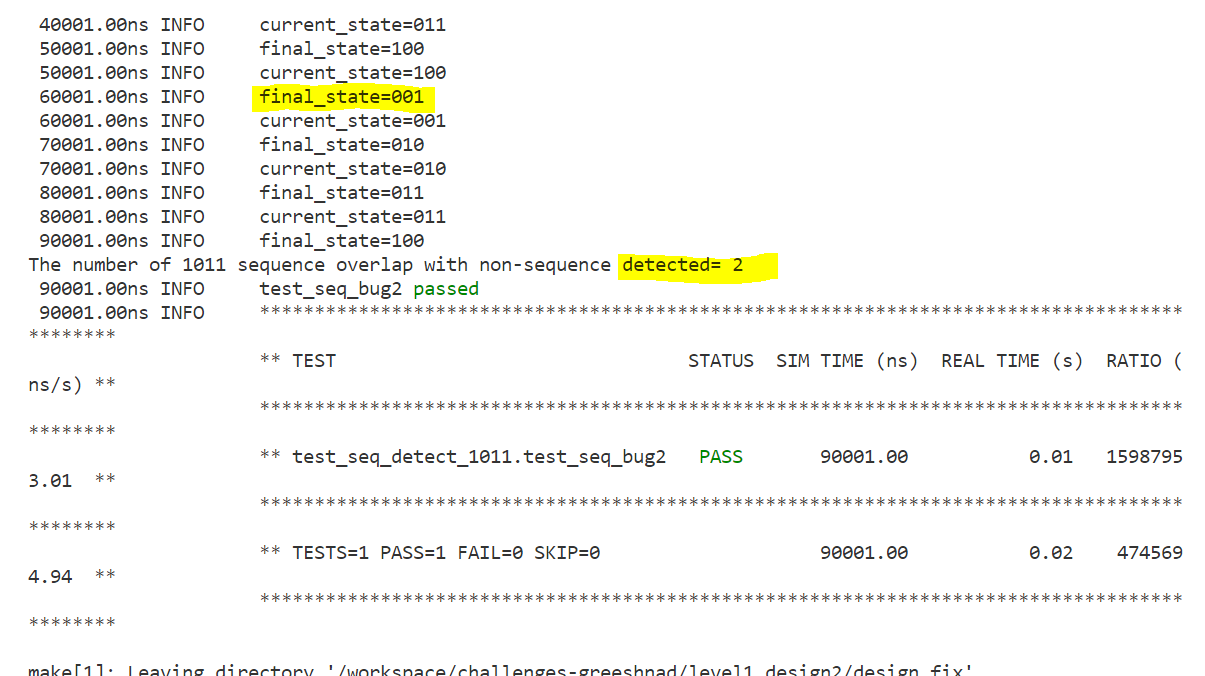 40001.00ns INFO     current_state=011
50001.00ns INFO     final_state=100
50001.00ns INFO     current_state=100
60001.00ns INFO     final_state=001
60001.00ns INFO     current_state=001
70001.00ns INFO     final_state=010
70001.00ns INFO     current_state=010
80001.00ns INFO     final_state=011
80001.00ns INFO     current_state=011
90001.00ns INFO     final_state=100
The number of 1011 sequence overlap with non-sequence detected= 2
90001.00ns INFO     test_seq_bug2 passed
90001.00ns INFO     ************************************************************************************
********
** TEST                                STATUS  SIM TIME (ns)  REAL TIME (s)  RATIO (
ns/s) **
************************************************************************************
********
** test_seq_detect_1011.test_seq_bug2   PASS       90001.00           0.01   1598795
3.01  **
************************************************************************************
********
** TESTS=1 PASS=1 FAIL=0 SKIP=0                    90001.00           0.02    474569
4.94  **
************************************************************************************
********
make[1]: Leaving directory '/workspace/challenges-greeshnad/level1_design2/design_fix'